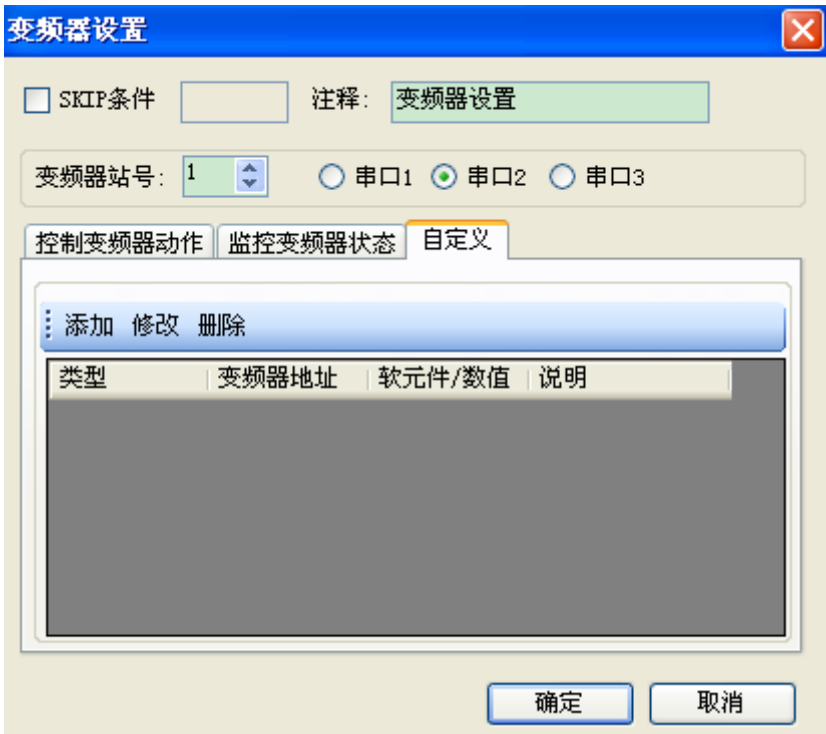 变频器设置
SKIP条件 注释: 变频器设置
变频器站号: 1 串口1 串口2 串口3
控制变频器动作 监控变频器状态 自定义
添加 修改 删除
类型 变频器地址 软元件/数值 说明
确定 取消